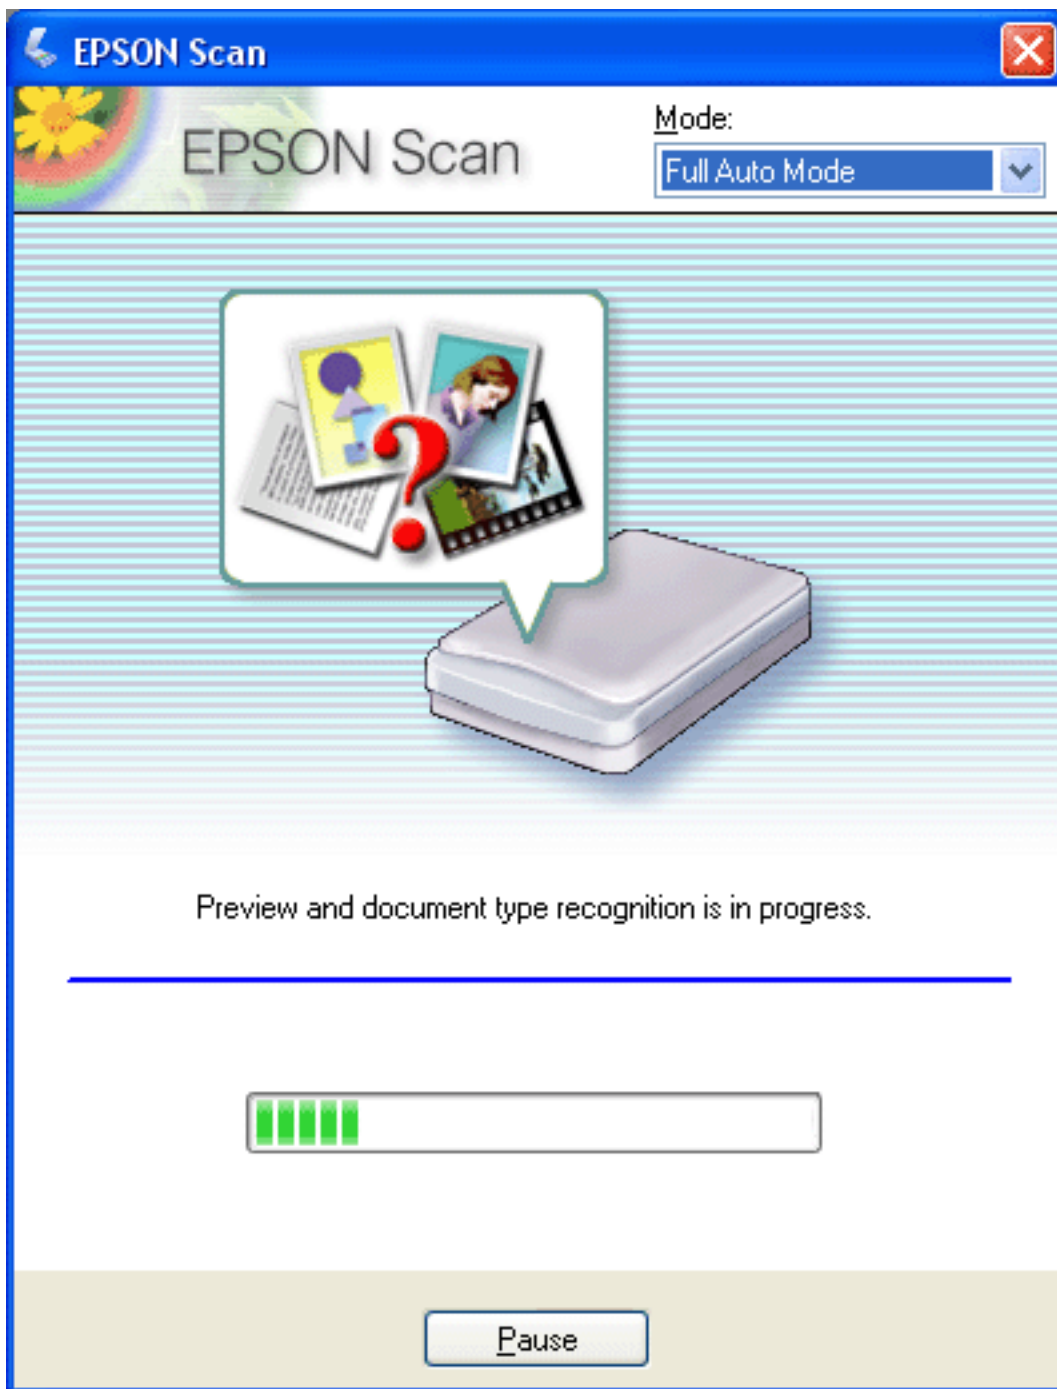 EPSON Scan
EPSON Scan
Mode:
Full Auto Mode
Preview and document type recognition is in progress.
Pause